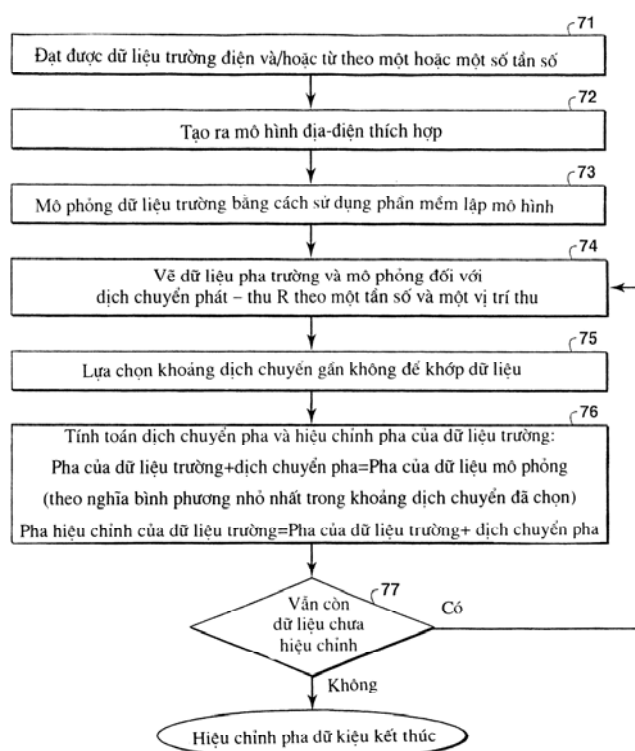 71
Đạt được dữ liệu trường điện và/hoặc từ theo một hoặc một số tần số
72
Tạo ra mô hình địa-điện thích hợp
73
Mô phỏng dữ liệu trường bằng cách sử dụng phần mềm lập mô hình
74
Vẽ dữ liệu pha trường và mô phỏng đối với
dịch chuyển phát – thu R theo một tần số và một vị trí thu
75
Lựa chọn khoảng dịch chuyển gần không để khớp dữ liệu
76
Tính toán dịch chuyển pha và hiệu chỉnh pha của dữ liệu trường:
Pha của dữ liệu trường+dịch chuyển pha=Pha của dữ liệu mô phỏng
(theo nghĩa bình phương nhỏ nhất trong khoảng dịch chuyển đã chọn)
Pha hiệu chỉnh của dữ liệu trường=Pha của dữ liệu trường+ dịch chuyển pha
77
Vẫn còn
dữ liệu chưa
hiệu chỉnh
Có
Không
Hiệu chỉnh pha dữ kiệu kết thúc